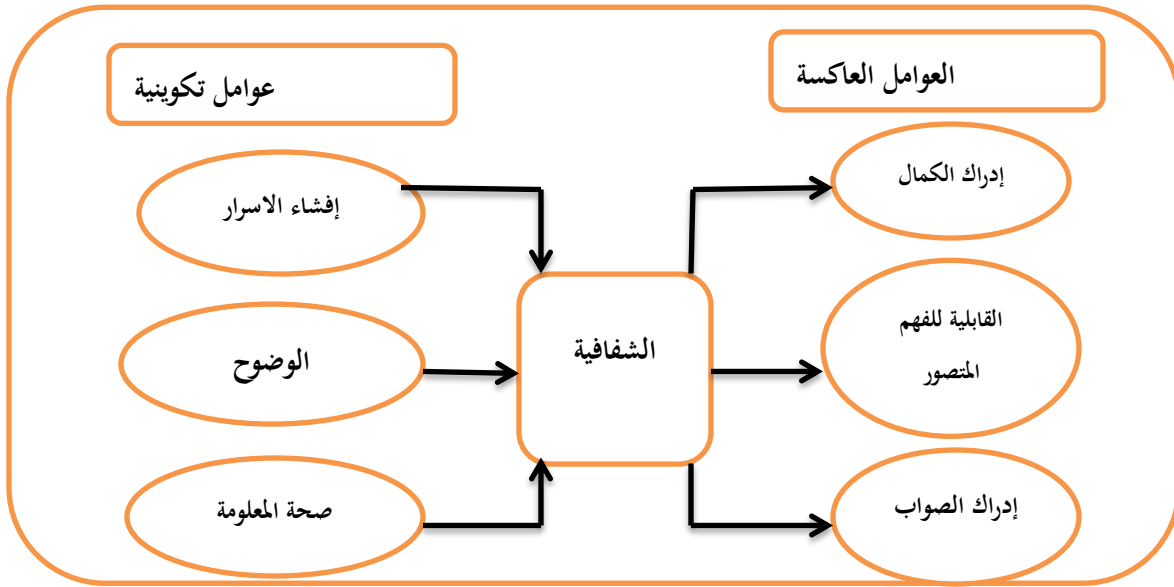 العوامل العاكسة
عوامل تكوينية
إدراك الكمال
إفشاء الاسرار
القابلية للفهم
المتصور
الشفافية
الوضوح
إدراك الصواب
صحة المعلومة